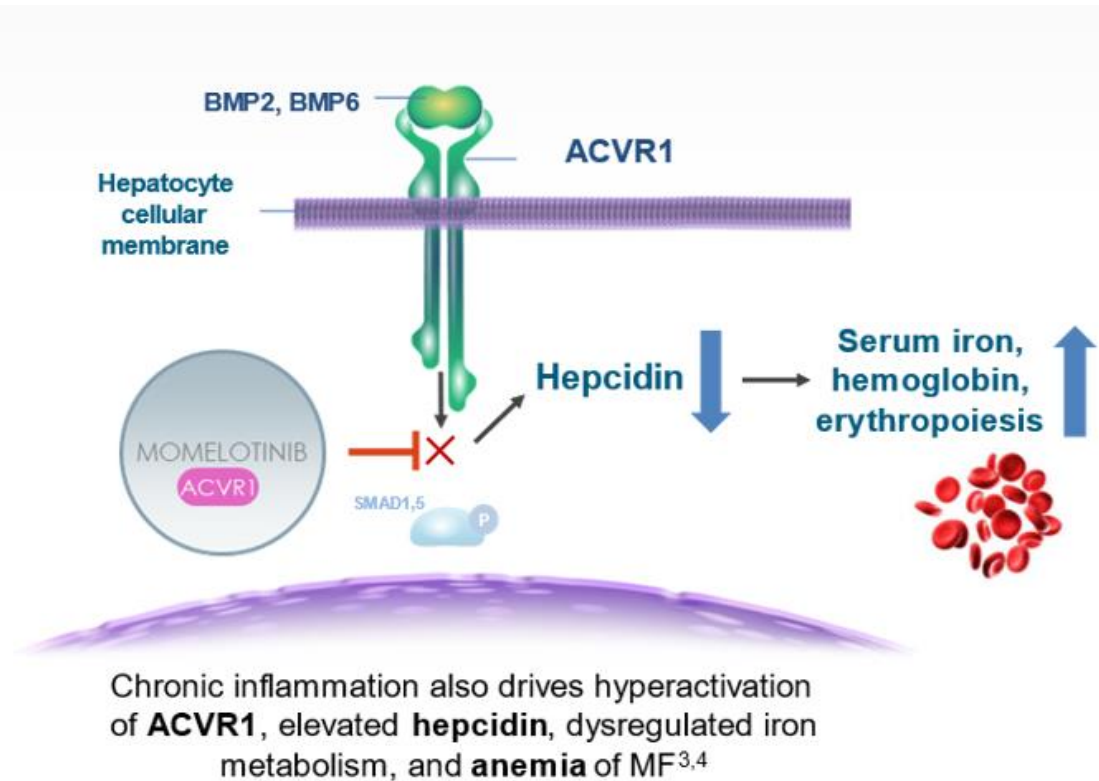 BMP2, BMP6
ACVR1
Hepatocyte
cellular
membrane
Hepcidin
Serum iron,
hemoglobin,
erythropoiesis
MOMELOTINIB
ACVR1
SMAD1,5
P
Chronic inflammation also drives hyperactivation
of ACVR1, elevated hepcidin, dysregulated iron
metabolism, and anemia of MF3,4